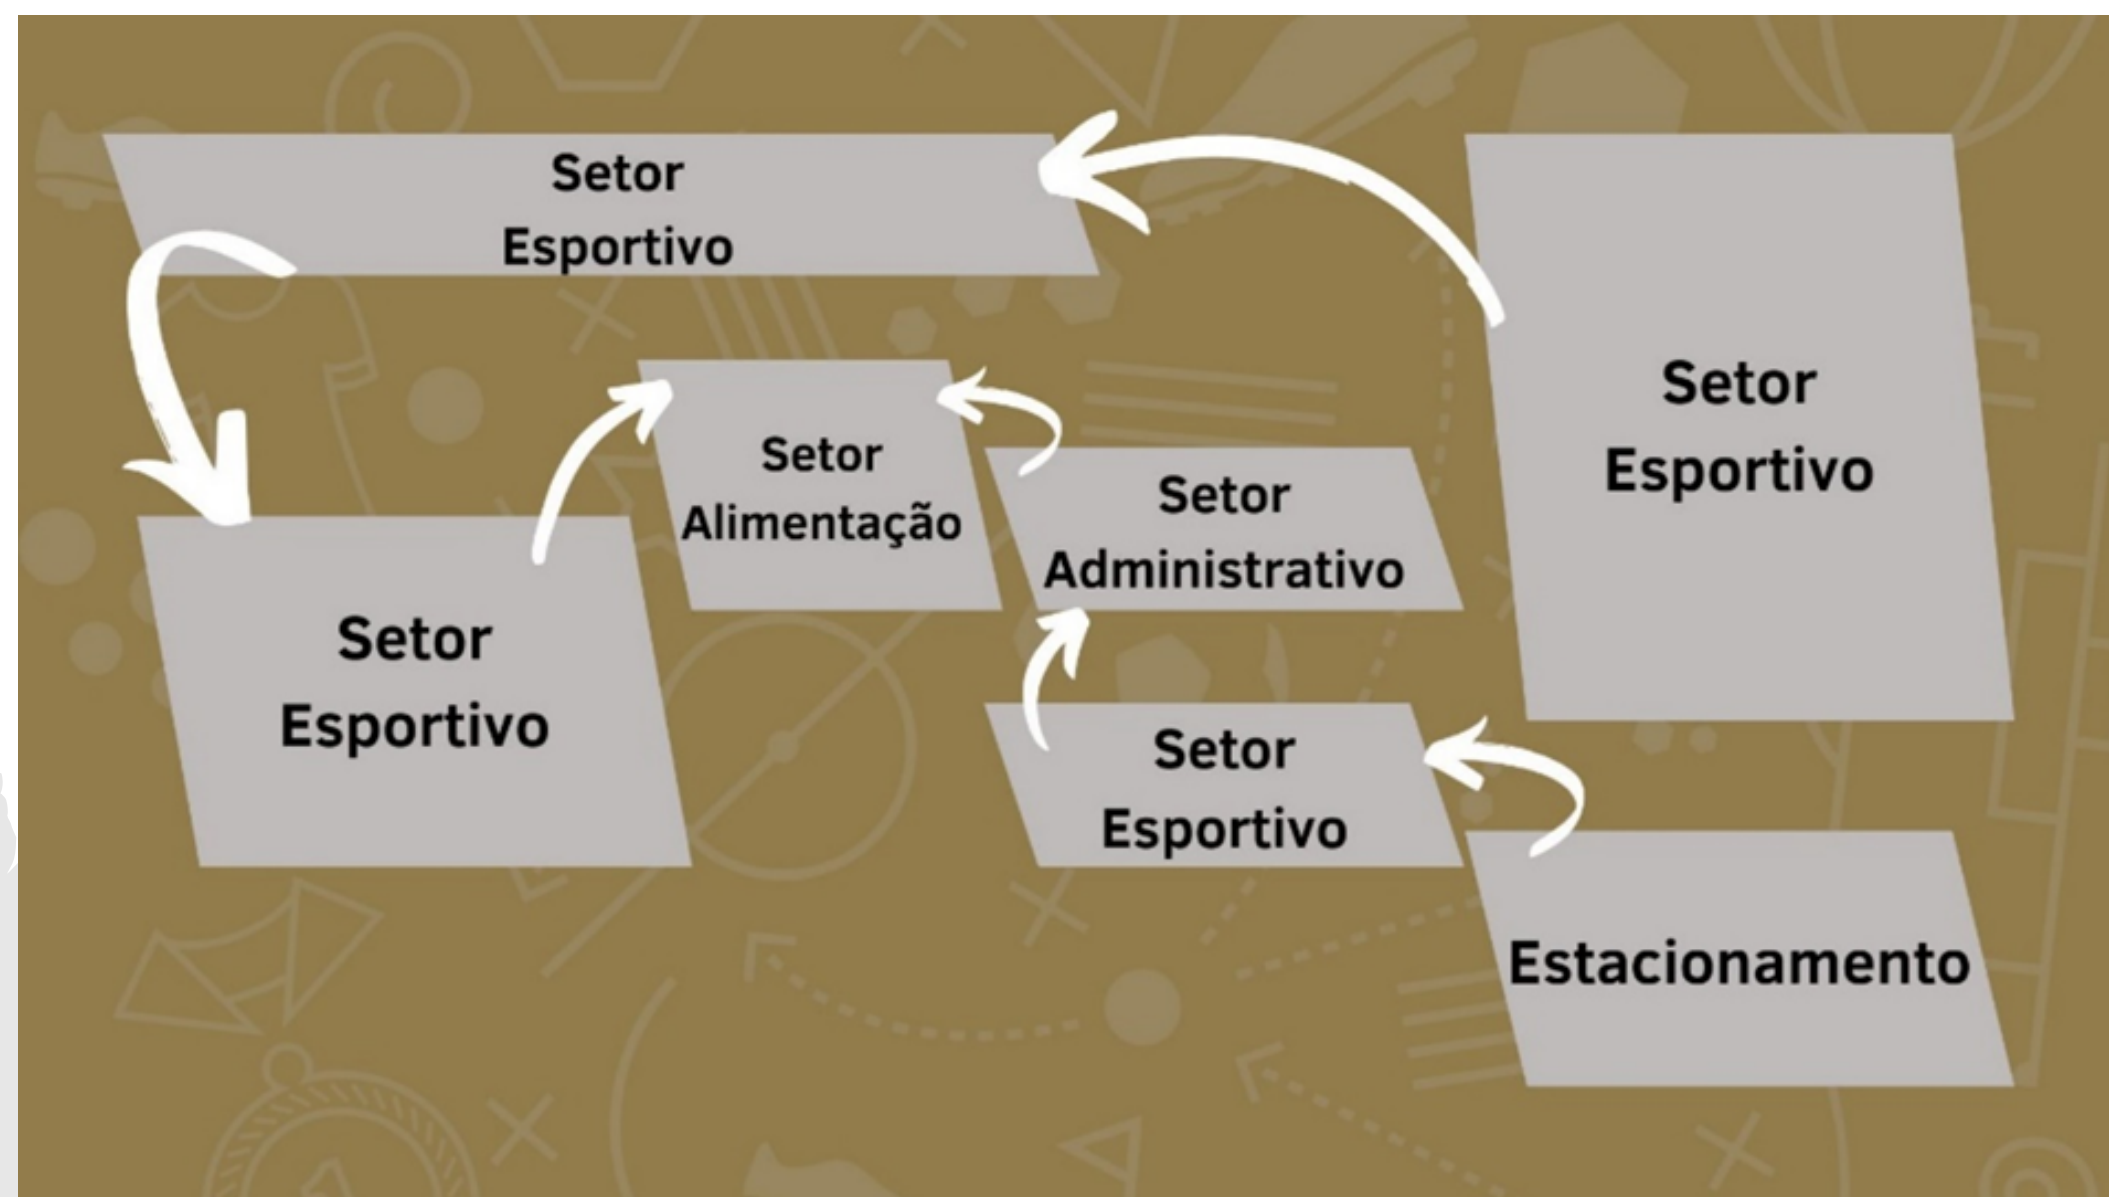 Setor
Esportivo
Setor
Esportivo
Setor
Alimentação
Setor
Administrativo
Setor
Esportivo
Setor
Esportivo
Estacionamento